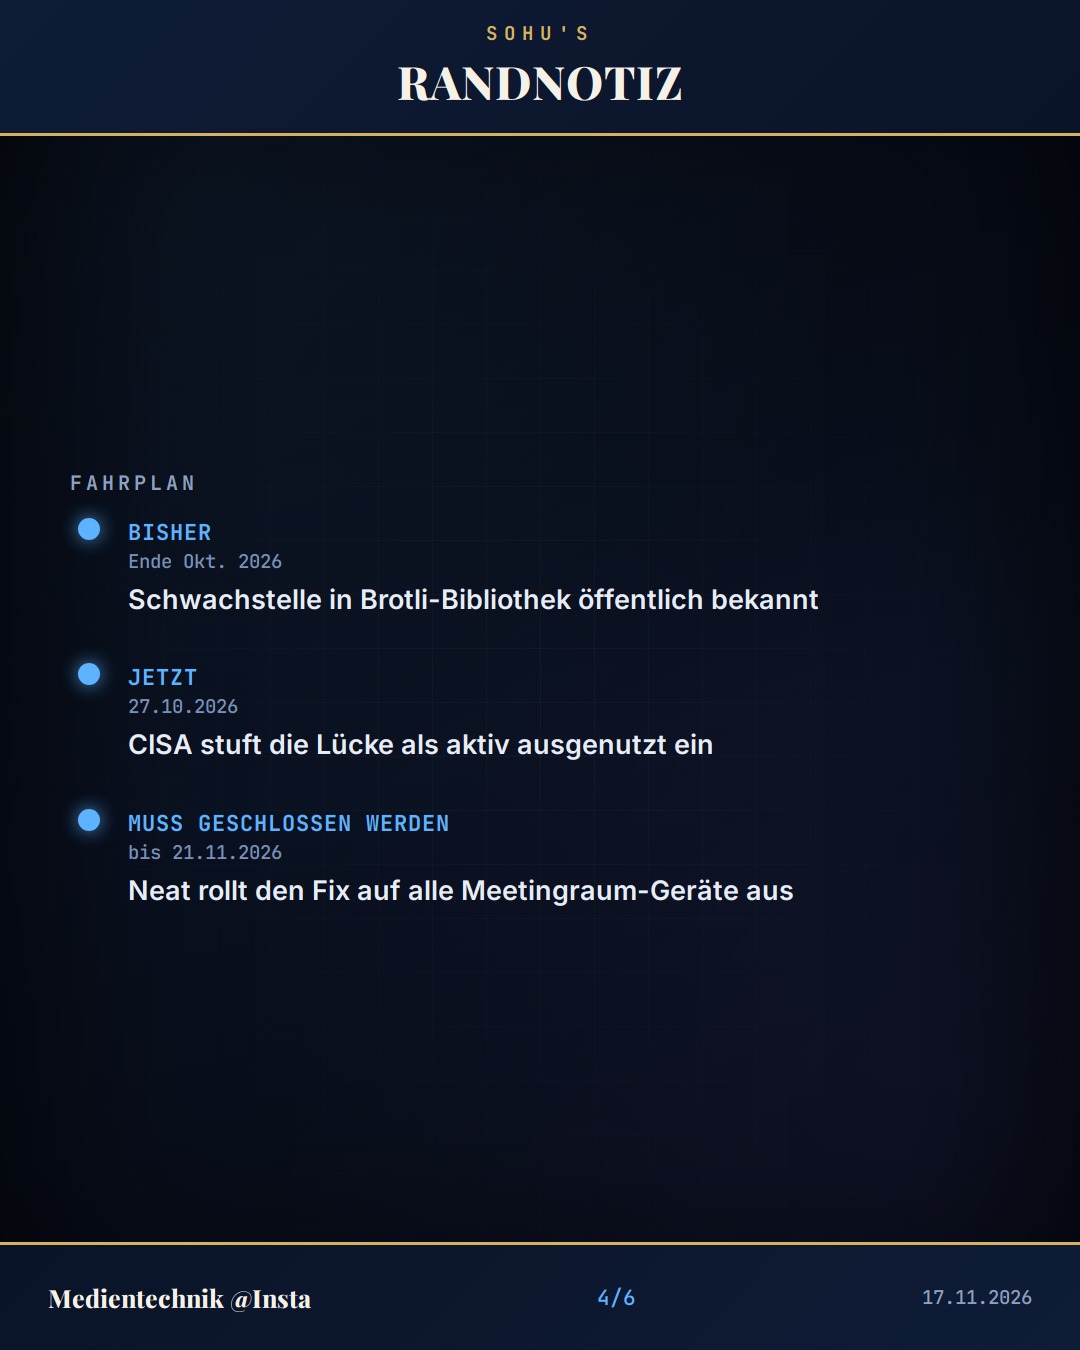 SOHU'S
RANDNOTIZ
FAHRPLAN
BISHER
Ende Okt. 2026
Schwachstelle in Brotli-Bibliothek öffentlich bekannt
JETZT
27.10.2026
CISA stuft die Lücke als aktiv ausgenutzt ein
MUSS GESCHLOSSEN WERDEN
bis 21.11.2026
Neat rollt den Fix auf alle Meetingraum-Geräte aus
Medientechnik @Insta
4/6
17.11.2026